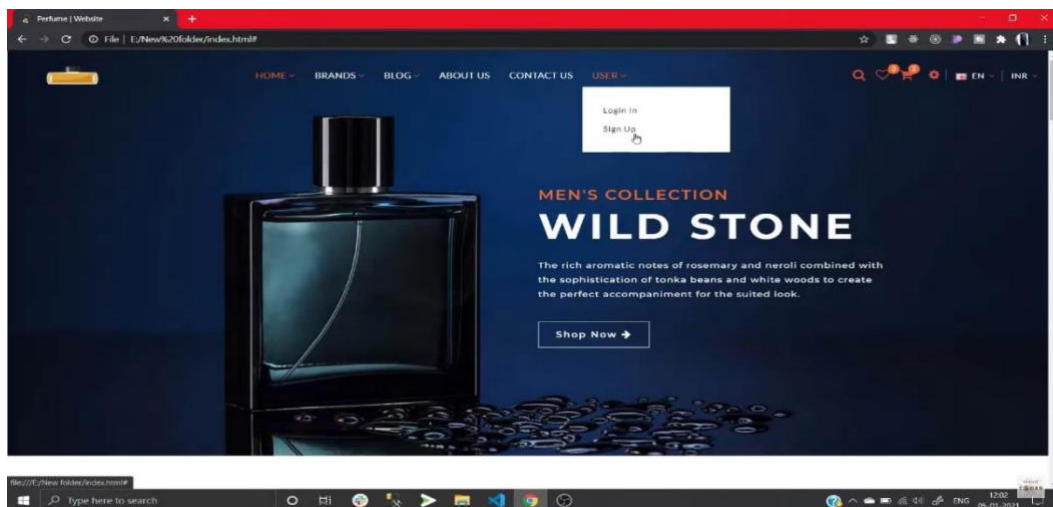 Perfume | Website
File | E:/New%20folder/index.html#
HOME BRANDS BLOG ABOUT US CONTACT US USER EN INR
Login In
Sign Up
MEN'S COLLECTION
WILD STONE
The rich aromatic notes of rosemary and neroli combined with
the sophistication of tonka beans and white woods to create
the perfect accompaniment for the suited look.
Shop Now
file:///E:/New folder/index.html#
Type here to search
ENG
12:02
05-01-2021